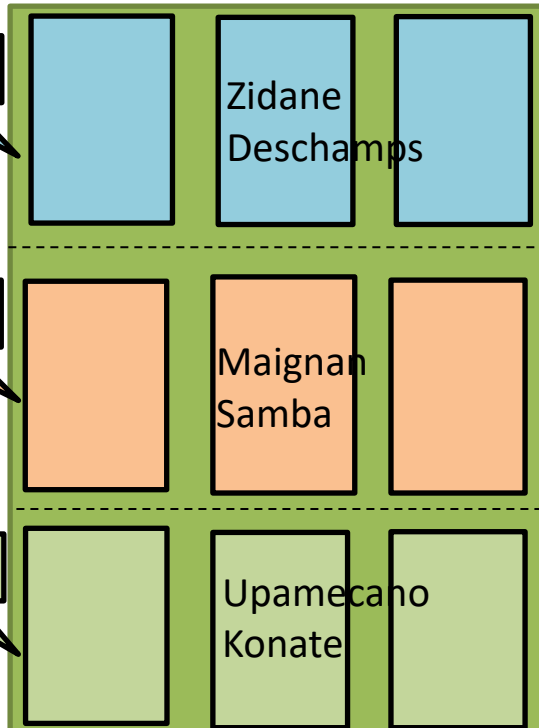 Zidane
Deschamps
Maignan
Samba
Upamecano
Konate